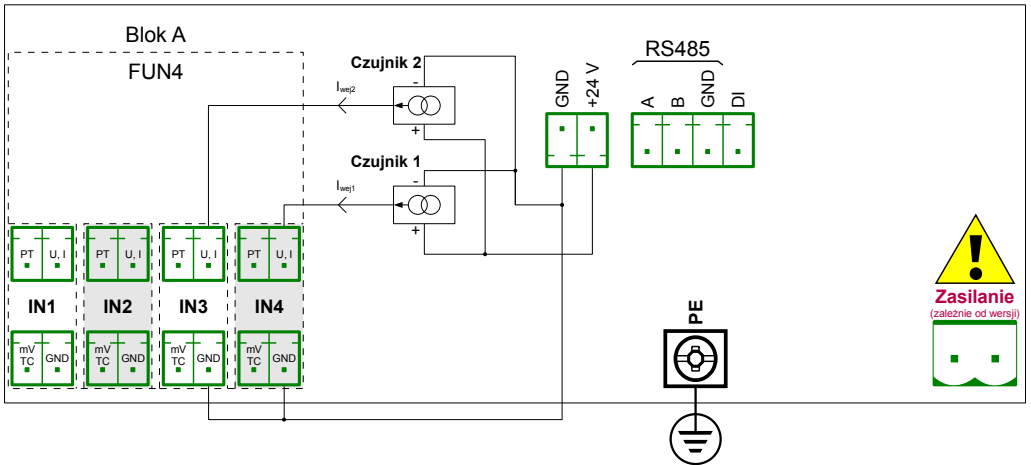 Blok A
FUN4
Czujnik 2
-
+
Iwej2
Czujnik 1
-
+
Iwej1
GND
+24 V
RS485
A
B
GND
DI
PT
U, I
PT
U, I
PT
U, I
PT
U, I
IN1
IN2
IN3
IN4
mV
TC
GND
mV
TC
GND
mV
TC
GND
mV
TC
GND
PE
!
Zasilanie
(zależnie od wersji)